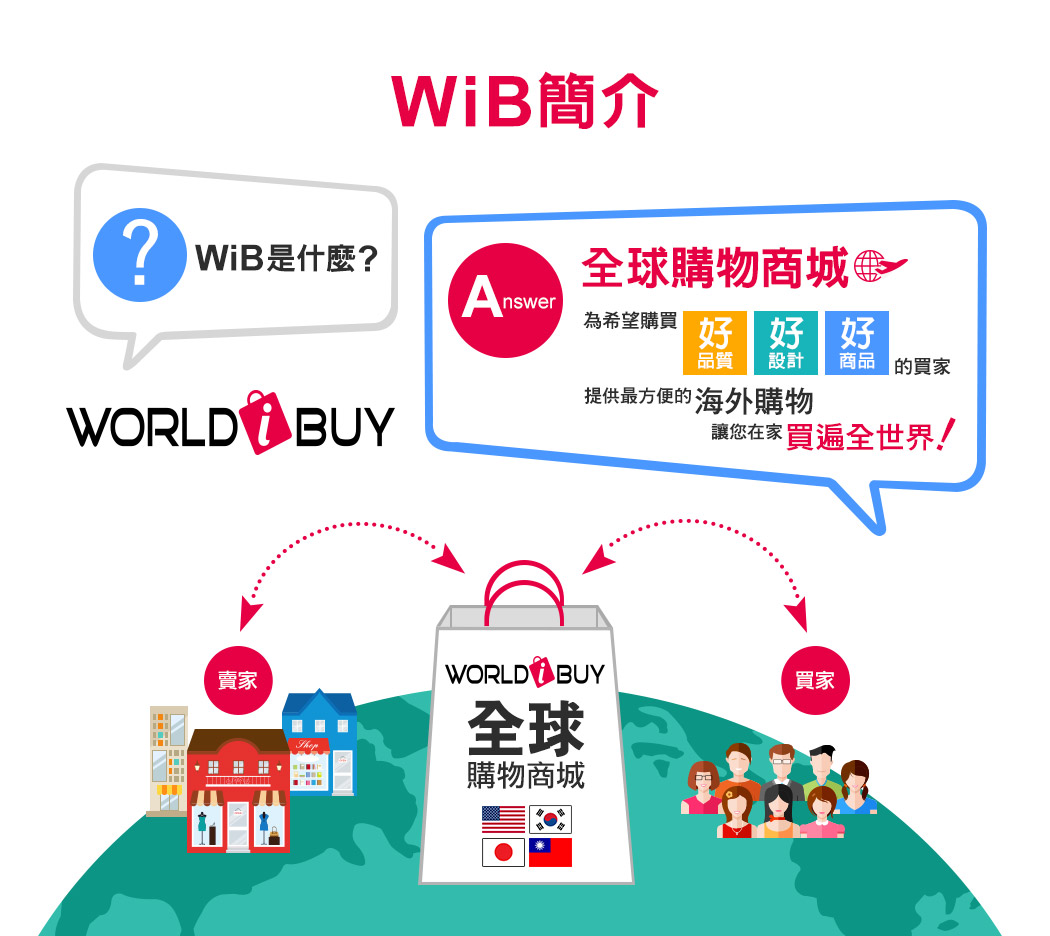 WiB簡介
? WiB是什麼?
WORLD i BUY
Answer
全球購物商城
為希望購買 好品質 好設計 好商品 的買家
提供最方便的 海外購物
讓您在家 買遍全世界!
賣家
買家
WORLD i BUY
全球
購物商城
Shop